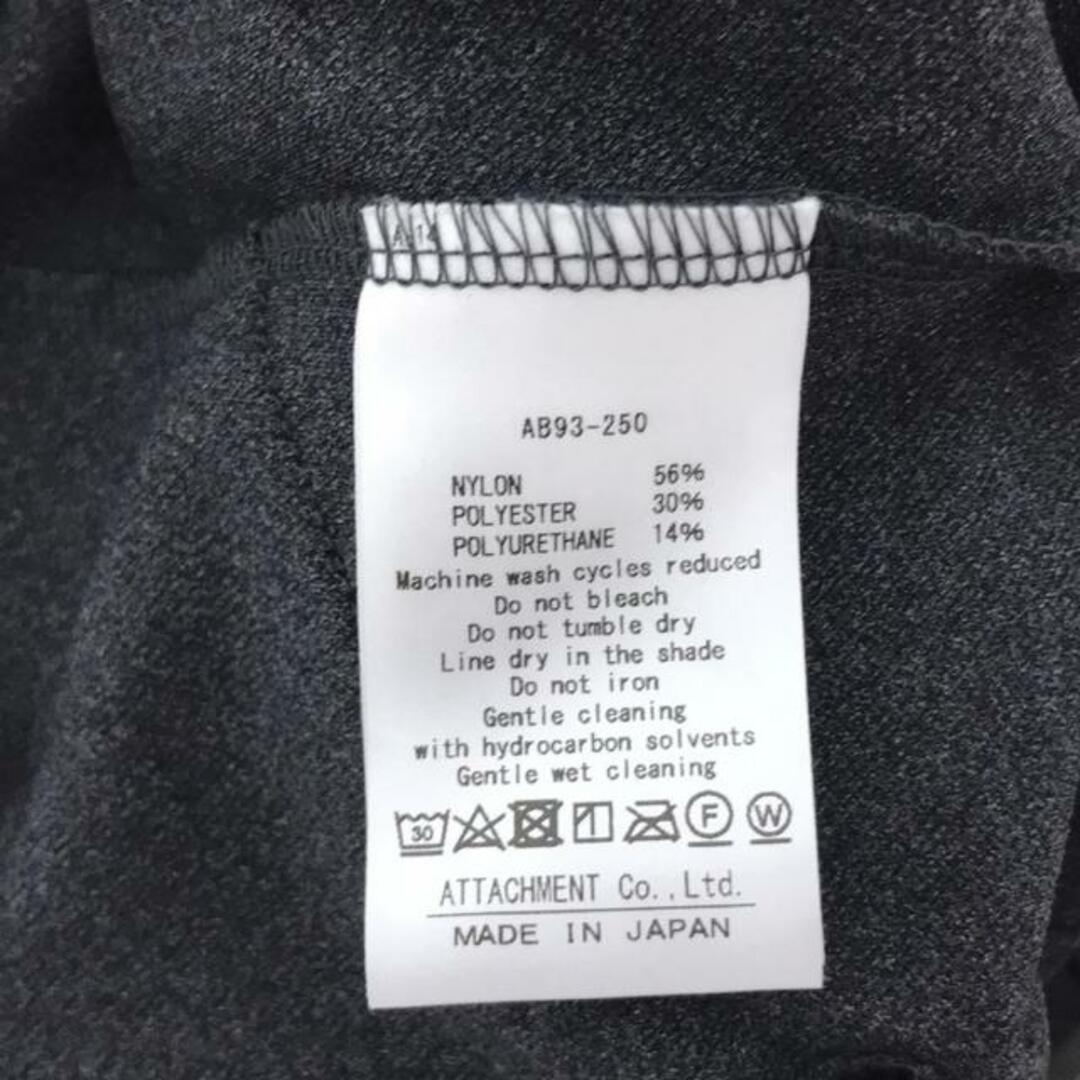 AB93-250
NYLON 56%
POLYESTER 30%
POLYURETHANE 14%
Machine wash cycles reduced
Do not bleach
Do not tumble dry
Line dry in the shade
Do not iron
Gentle cleaning
with hydrocarbon solvents
Gentle wet cleaning
30 F W
ATTACHMENT Co.,Ltd.
MADE IN JAPAN